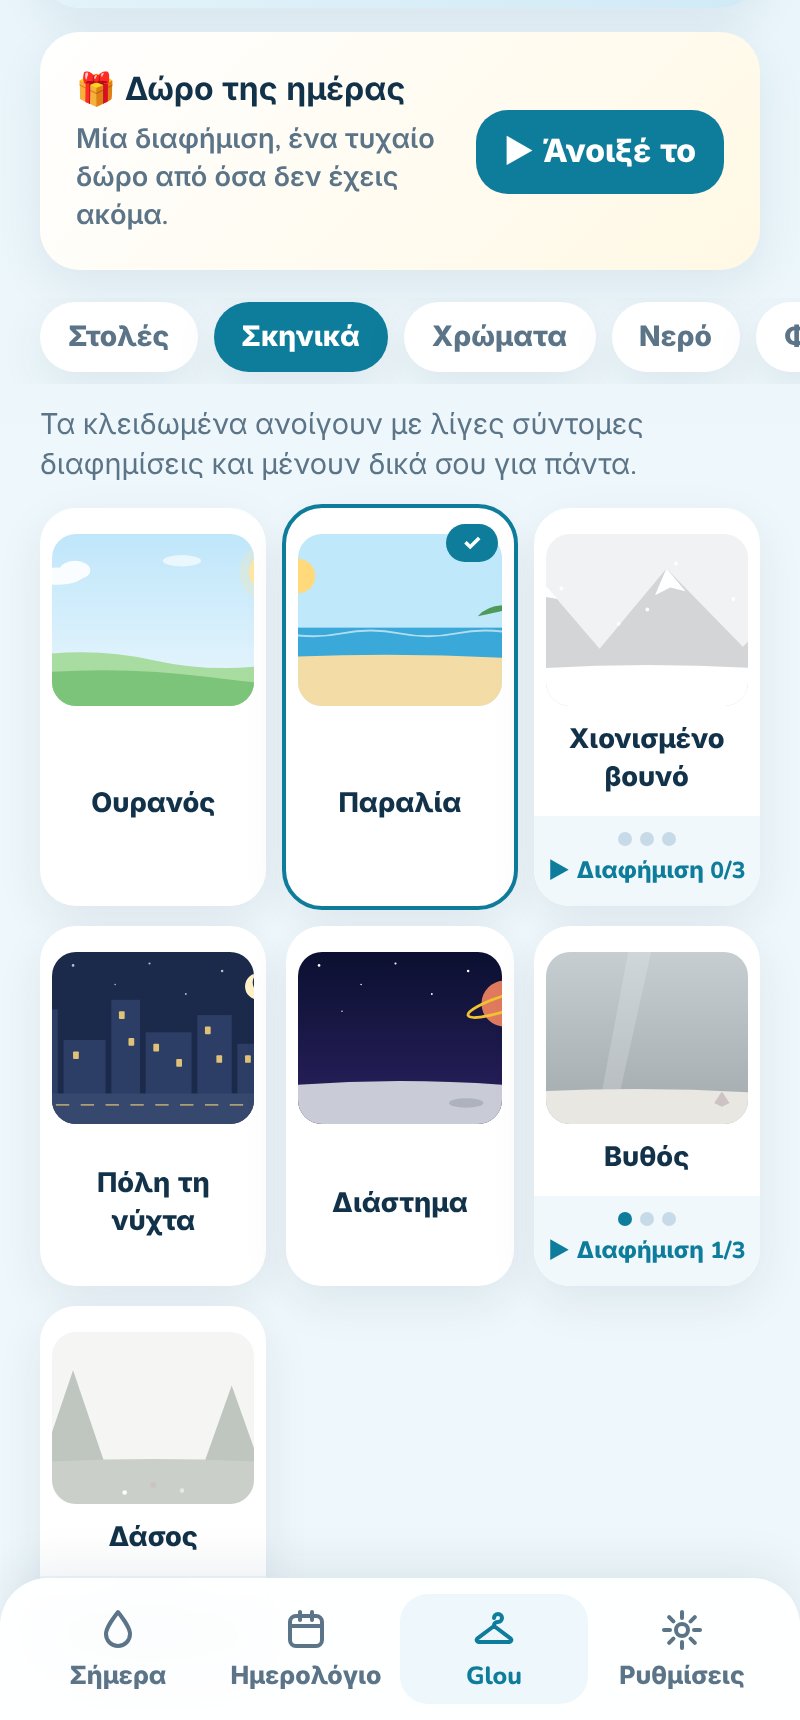 🎁 Δώρο της ημέρας
Μία διαφήμιση, ένα τυχαίο
δώρο από όσα δεν έχεις
ακόμα.
▶ Άνοιξέ το
Στολές
Σκηνικά
Χρώματα
Νερό
Τα κλειδωμένα ανοίγουν με λίγες σύντομες
διαφημίσεις και μένουν δικά σου για πάντα.
Ουρανός
Παραλία
Χιονισμένο
βουνό
▶ Διαφήμιση 0/3
Πόλη τη
νύχτα
Διάστημα
Βυθός
▶ Διαφήμιση 1/3
Δάσος
Σήμερα
Ημερολόγιο
Glou
Ρυθμίσεις